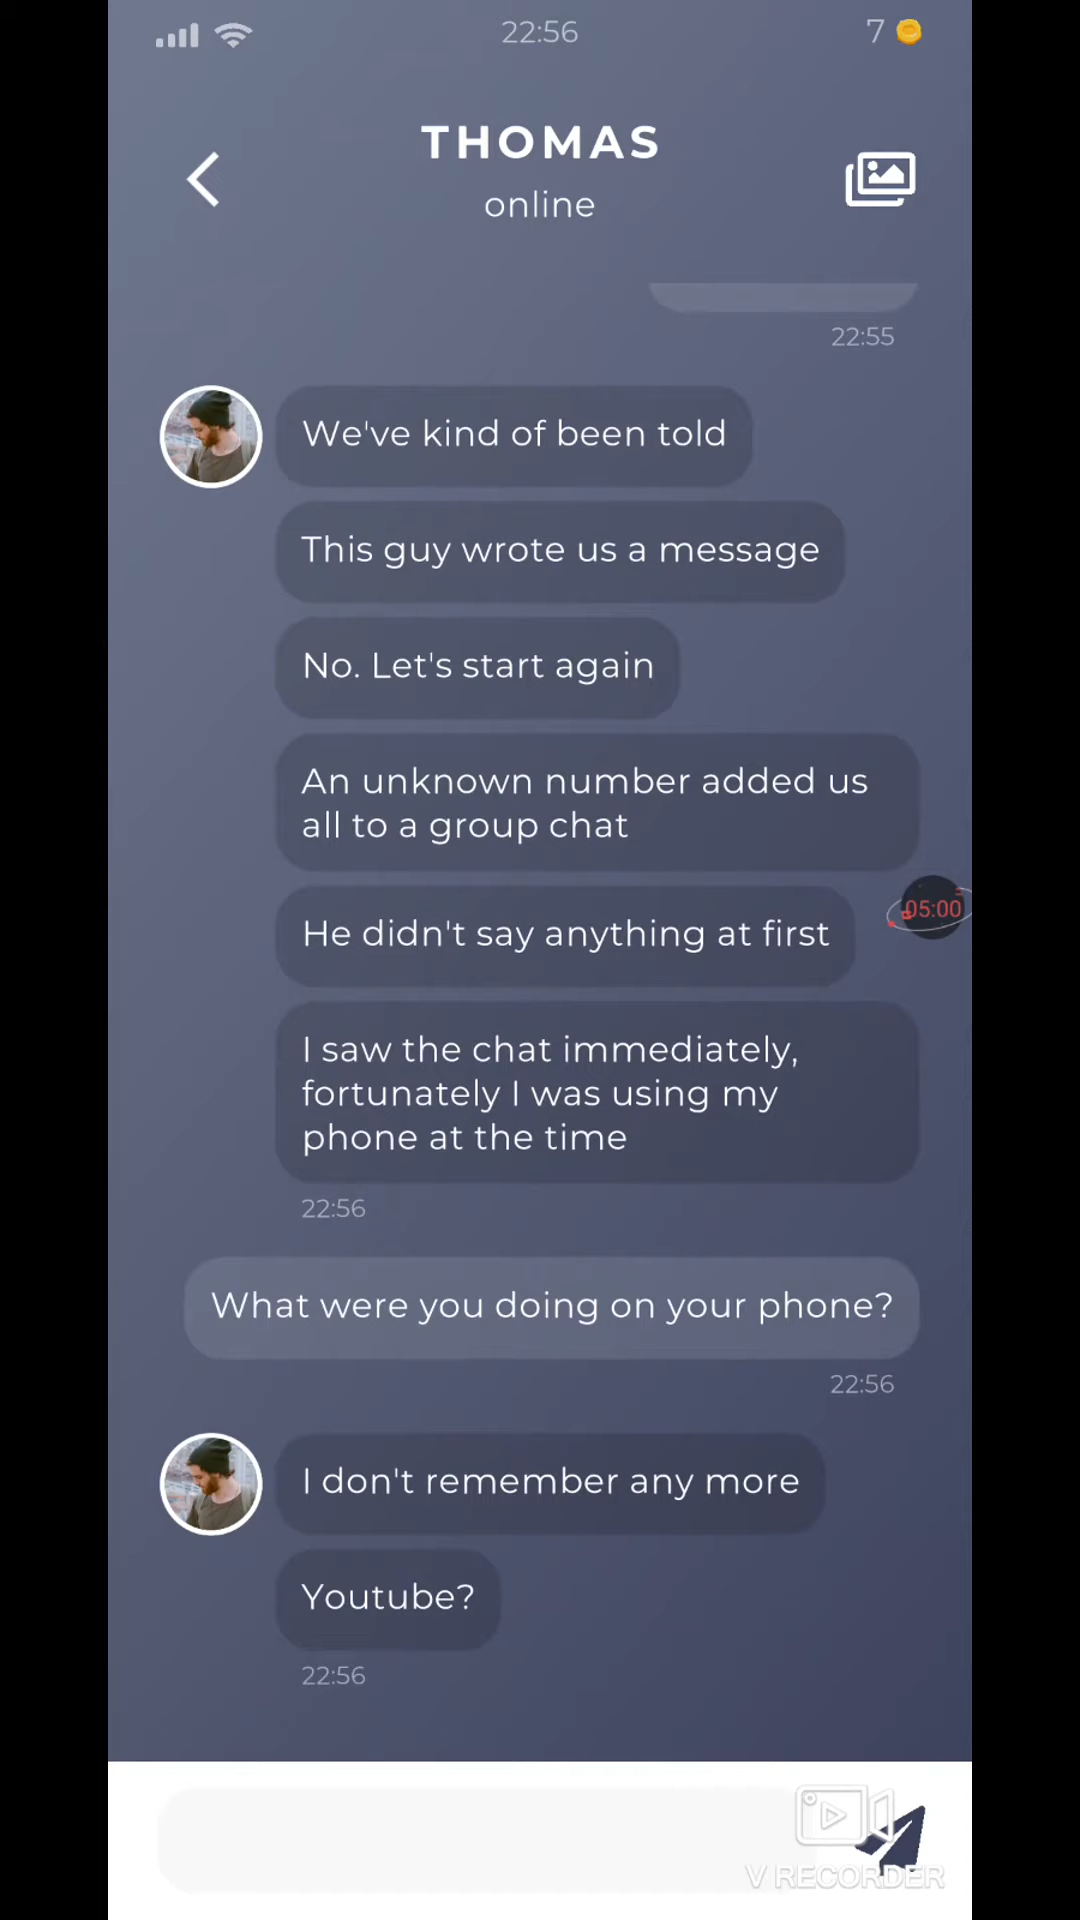 22:56
7
THOMAS
online
22:55
We've kind of been told
This guy wrote us a message
No. Let's start again
An unknown number added us
all to a group chat
He didn't say anything at first
05:00
I saw the chat immediately,
fortunately I was using my
phone at the time
22:56
What were you doing on your phone?
22:56
I don't remember any more
Youtube?
22:56
V RECORDER